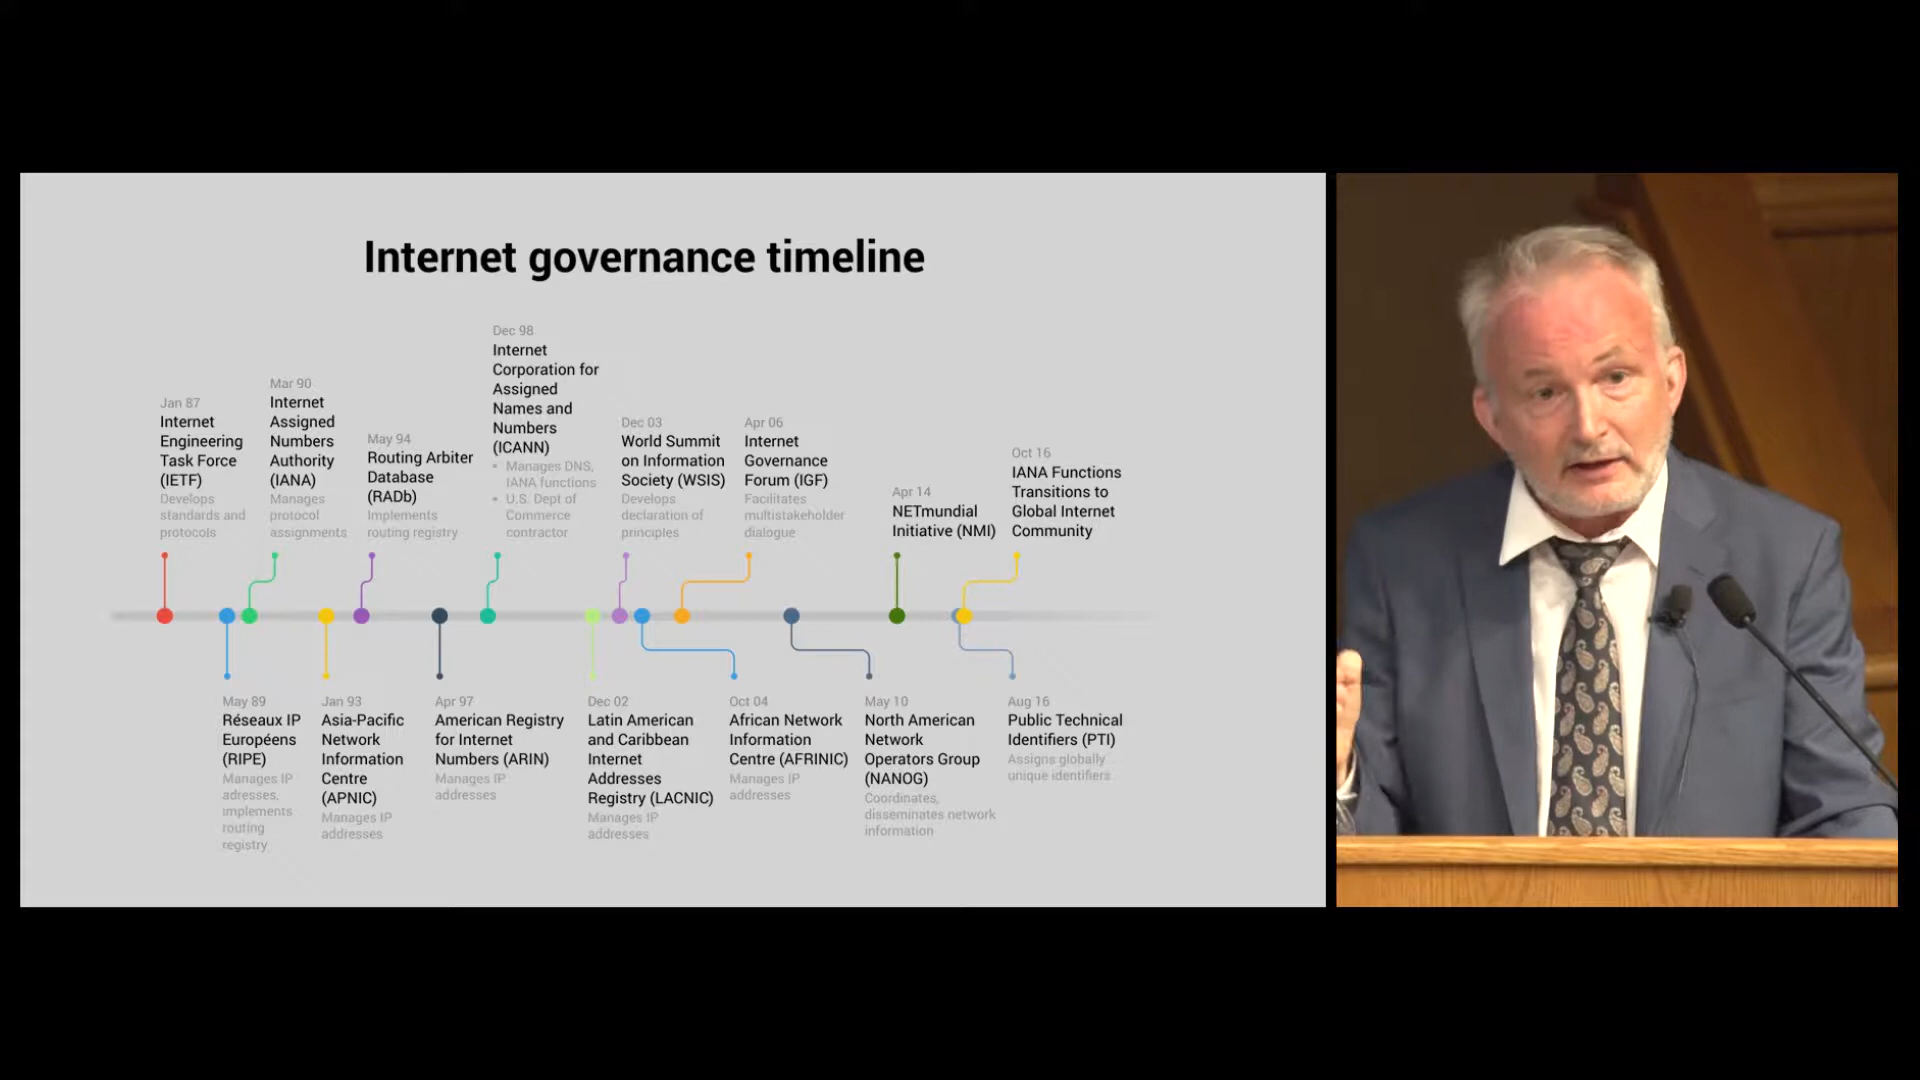 Internet governance timeline
Jan 87
Internet
Engineering
Task Force
(IETF)
Develops
standards and
protocols
Mar 90
Internet
Assigned
Numbers
Authority
(IANA)
Manages
protocol
assignments
May 94
Routing Arbiter
Database
(RADb)
Implements
routing registry
Dec 98
Internet
Corporation for
Assigned
Names and
Numbers
(ICANN)
• Manages DNS,
IANA functions
• U.S. Dept of
Commerce
contractor
Dec 03
World Summit
on Information
Society (WSIS)
Develops
declaration of
principles
Apr 06
Internet
Governance
Forum (IGF)
Facilitates
multistakeholder
dialogue
Apr 14
NETmundial
Initiative (NMI)
Oct 16
IANA Functions
Transitions to
Global Internet
Community
May 89
Réseaux IP
Européens
(RIPE)
Manages IP
adresses,
implements
routing
registry
Jan 93
Asia-Pacific
Network
Information
Centre
(APNIC)
Manages IP
addresses
Apr 97
American Registry
for Internet
Numbers (ARIN)
Manages IP
addresses
Dec 02
Latin American
and Caribbean
Internet
Addresses
Registry (LACNIC)
Manages IP
addresses
Oct 04
African Network
Information
Centre (AFRINIC)
Manages IP
addresses
May 10
North American
Network
Operators Group
(NANOG)
Coordinates,
disseminates network
information
Aug 16
Public Technical
Identifiers (PTI)
Assigns globally
unique identifiers